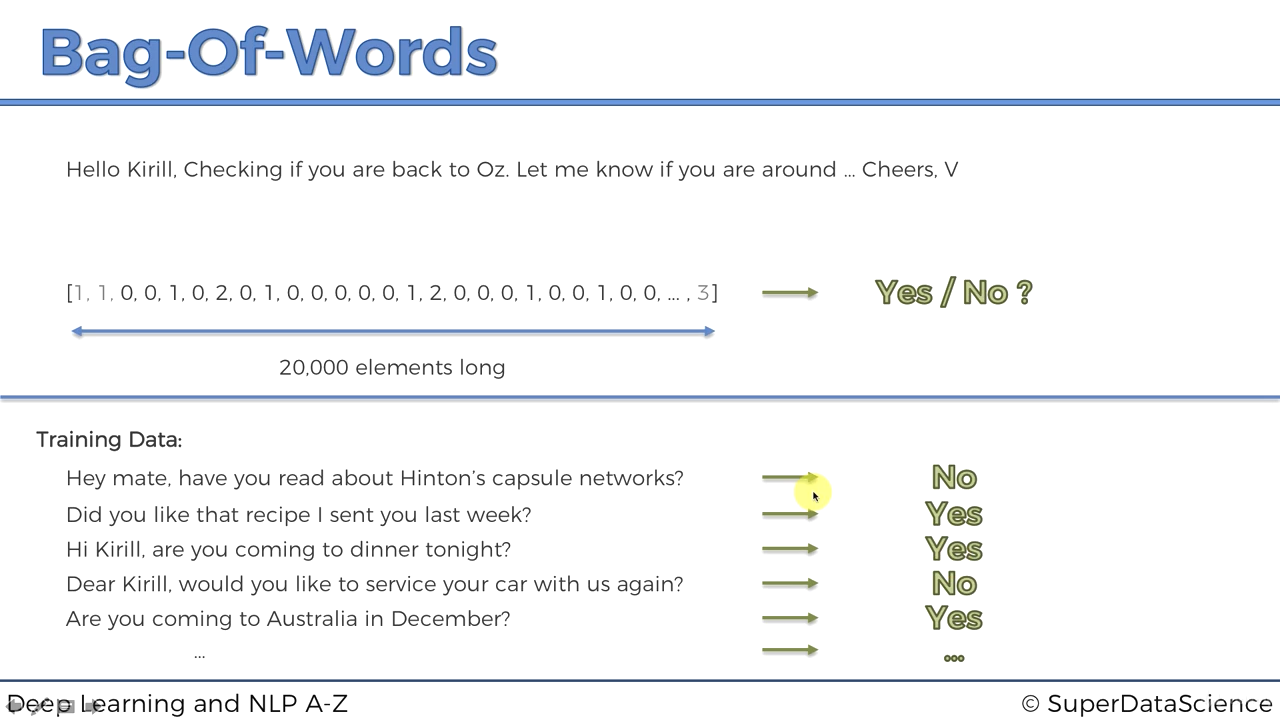 Bag-Of-Words
Hello Kirill, Checking if you are back to Oz. Let me know if you are around ... Cheers, V
[1, 1, 0, 0, 1, 0, 2, 0, 1, 0, 0, 0, 0, 0, 1, 2, 0, 0, 0, 1, 0, 0, 1, 0, 0, ... , 3]
Yes / No ?
20,000 elements long
Training Data:
Hey mate, have you read about Hinton's capsule networks?
No
Did you like that recipe I sent you last week?
Yes
Hi Kirill, are you coming to dinner tonight?
Yes
Dear Kirill, would you like to service your car with us again?
No
Are you coming to Australia in December?
Yes
...
...
Deep Learning and NLP A-Z
© SuperDataScience